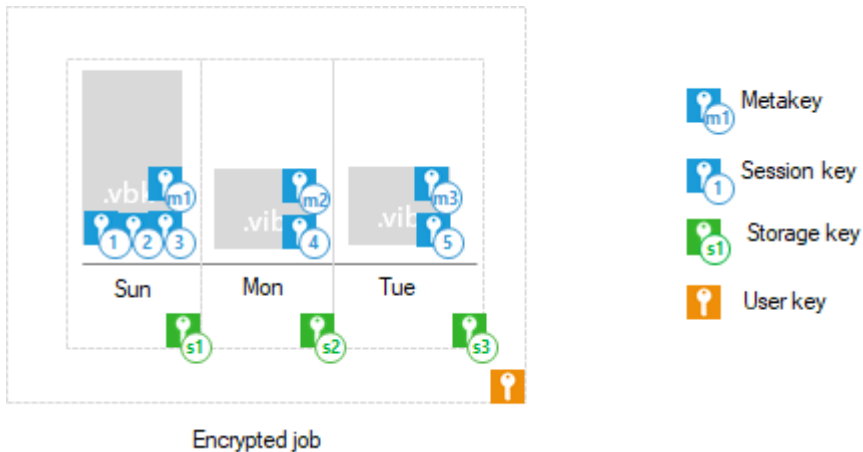 Metakey
m1
Session key
1
Storage key
s1
User key
.vbk
m1
1 2 3
.vib
m2
4
.vib
m3
5
Sun Mon Tue
s1 s2 s3
Encrypted job